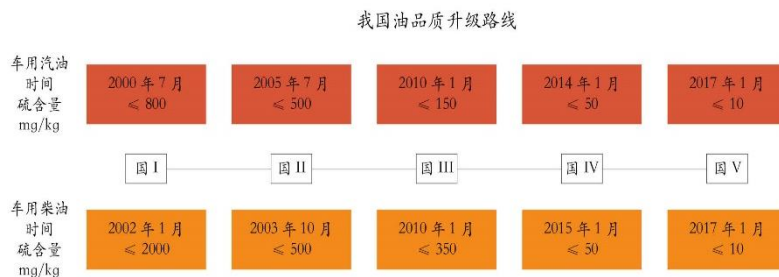 我国油品质升级路线
车用汽油
时间
硫含量
mg/kg
2000 年 7 月
≤ 800
2005 年 7 月
≤ 500
2010 年 1 月
≤ 150
2014 年 1 月
≤ 50
2017 年 1 月
≤ 10
国 I
国 II
国 III
国 IV
国 V
车用柴油
时间
硫含量
mg/kg
2002 年 1 月
≤ 2000
2003 年 10 月
≤ 500
2010 年 1 月
≤ 350
2015 年 1 月
≤ 50
2017 年 1 月
≤ 10